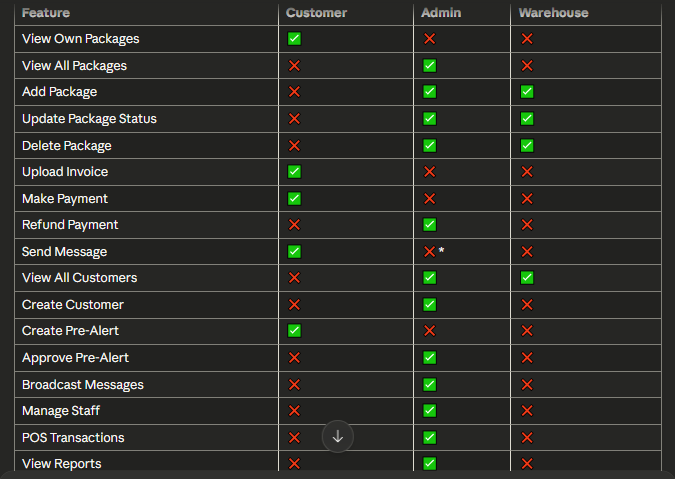 Feature Customer Admin Warehouse
View Own Packages ✅ ❌ ❌
View All Packages ❌ ✅ ❌
Add Package ❌ ✅ ✅
Update Package Status ❌ ✅ ✅
Delete Package ❌ ✅ ✅
Upload Invoice ✅ ❌ ❌
Make Payment ✅ ❌ ❌
Refund Payment ❌ ✅ ❌
Send Message ✅ ❌ * ❌
View All Customers ❌ ✅ ✅
Create Customer ❌ ✅ ❌
Create Pre-Alert ✅ ❌ ❌
Approve Pre-Alert ❌ ✅ ❌
Broadcast Messages ❌ ✅ ❌
Manage Staff ❌ ✅ ❌
POS Transactions ❌ ✅ ❌
View Reports ❌ ✅ ❌